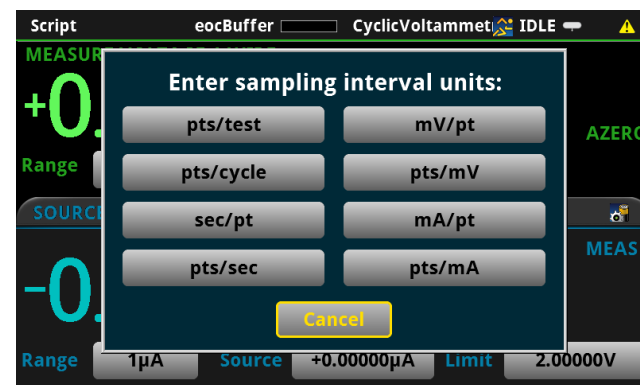 Script eocBuffer CyclicVoltammet IDLE
MEASUR
Enter sampling interval units:
+0.
pts/test mV/pt
AZERO
Range pts/cycle pts/mV
SOURCE sec/pt mA/pt
MEAS
pts/sec pts/mA
-0.
Cancel
Range 1µA Source +0.00000µA Limit 2.00000V